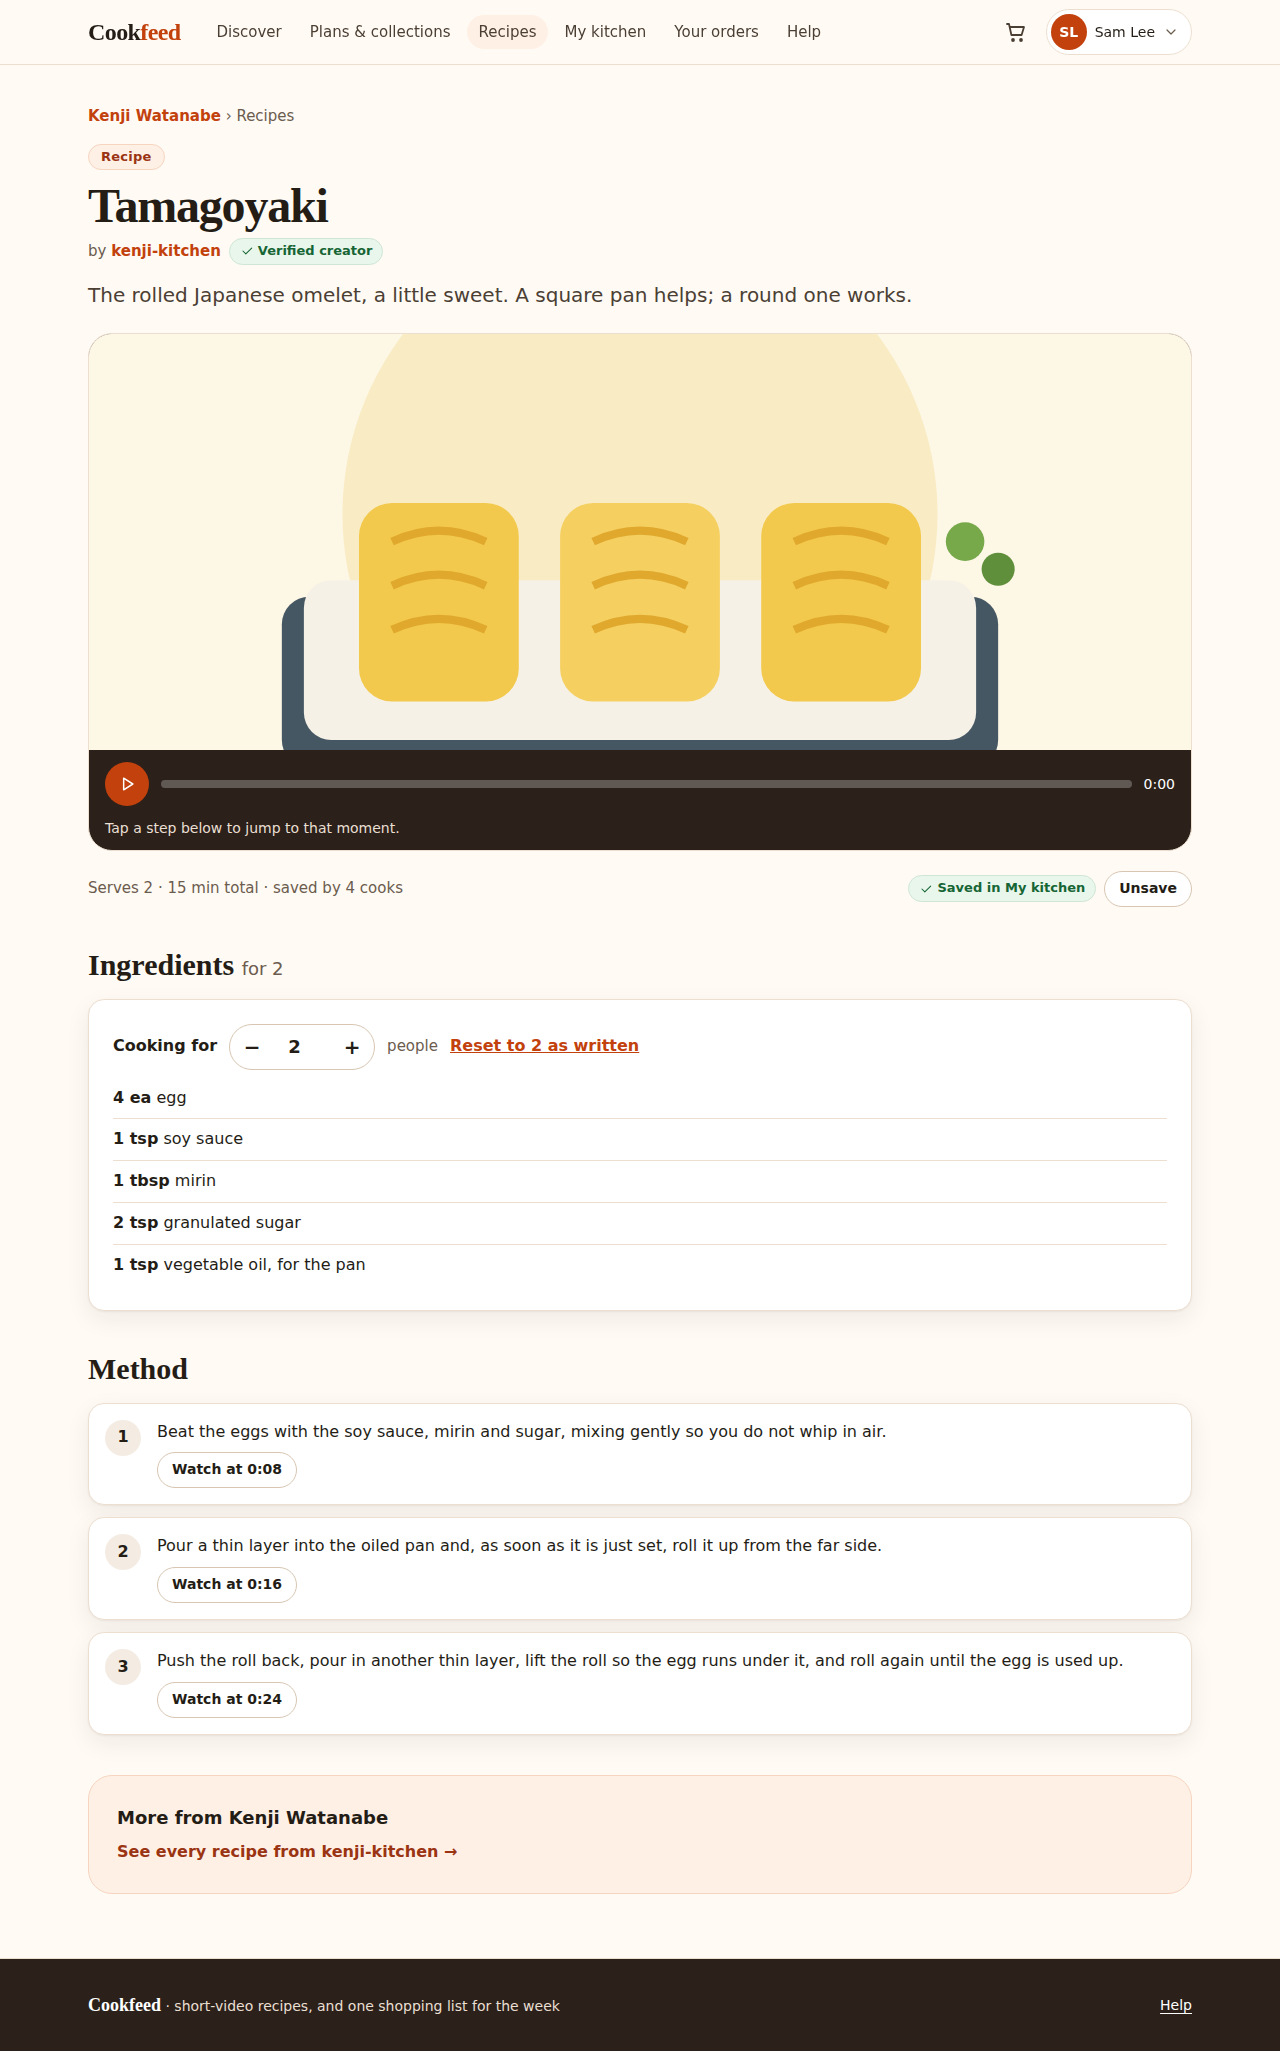 Cookfeed Discover Plans & collections Recipes My kitchen Your orders Help SL Sam Lee
Kenji Watanabe › Recipes
Recipe
Tamagoyaki
by kenji-kitchen Verified creator
The rolled Japanese omelet, a little sweet. A square pan helps; a round one works.
0:00
Tap a step below to jump to that moment.
Serves 2 · 15 min total · saved by 4 cooks Saved in My kitchen Unsave
Ingredients for 2
Cooking for − 2 + people Reset to 2 as written
4 ea egg
1 tsp soy sauce
1 tbsp mirin
2 tsp granulated sugar
1 tsp vegetable oil, for the pan
Method
1 Beat the eggs with the soy sauce, mirin and sugar, mixing gently so you do not whip in air.
Watch at 0:08
2 Pour a thin layer into the oiled pan and, as soon as it is just set, roll it up from the far side.
Watch at 0:16
3 Push the roll back, pour in another thin layer, lift the roll so the egg runs under it, and roll again until the egg is used up.
Watch at 0:24
More from Kenji Watanabe
See every recipe from kenji-kitchen →
Cookfeed · short-video recipes, and one shopping list for the week Help